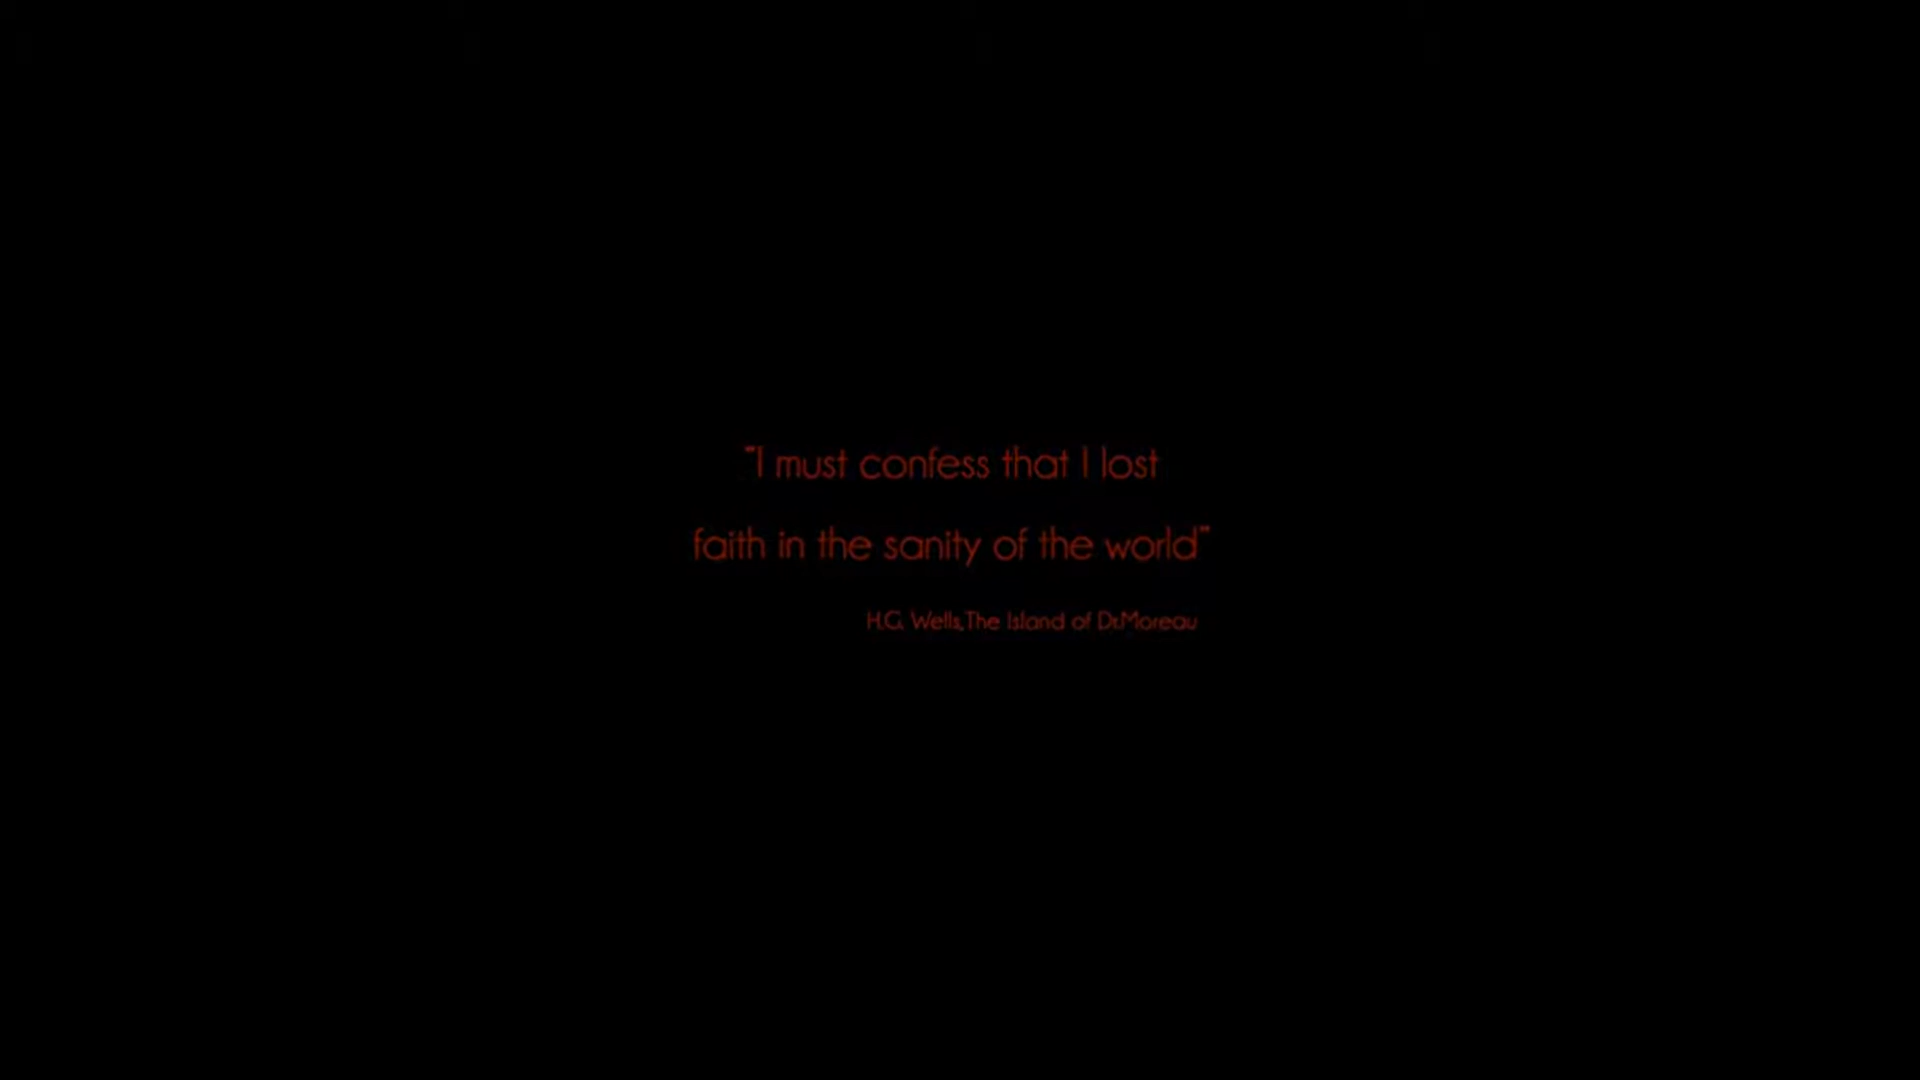 "I must confess that I lost
faith in the sanity of the world"
H.G. Wells,The Island of Dr.Moreau